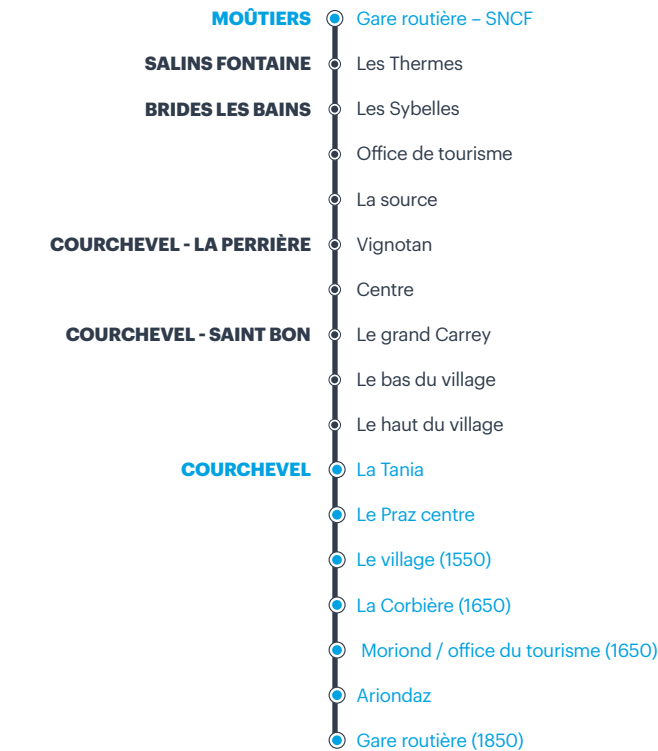 MOÛTIERS Gare routière – SNCF
SALINS FONTAINE Les Thermes
BRIDES LES BAINS Les Sybelles
Office de tourisme
La source
COURCHEVEL - LA PERRIÈRE Vignotan
Centre
COURCHEVEL - SAINT BON Le grand Carrey
Le bas du village
Le haut du village
COURCHEVEL La Tania
Le Praz centre
Le village (1550)
La Corbière (1650)
Moriond / office du tourisme (1650)
Ariondaz
Gare routière (1850)